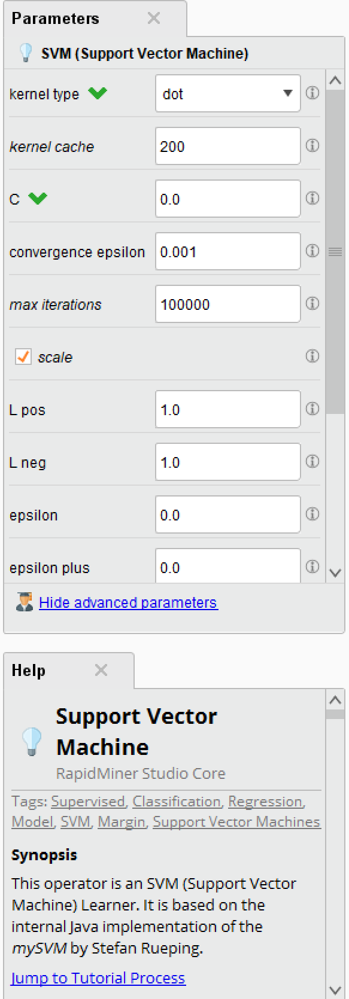 Parameters
SVM (Support Vector Machine)
kernel type
dot
kernel cache
200
C
0.0
convergence epsilon
0.001
max iterations
100000
scale
L pos
1.0
L neg
1.0
epsilon
0.0
epsilon plus
0.0
Hide advanced parameters
Help
Support Vector
Machine
RapidMiner Studio Core
Tags: Supervised, Classification, Regression,
Model, SVM, Margin, Support Vector Machines
Synopsis
This operator is an SVM (Support Vector
Machine) Learner. It is based on the
internal Java implementation of the
mySVM by Stefan Rueping.
Jump to Tutorial Process